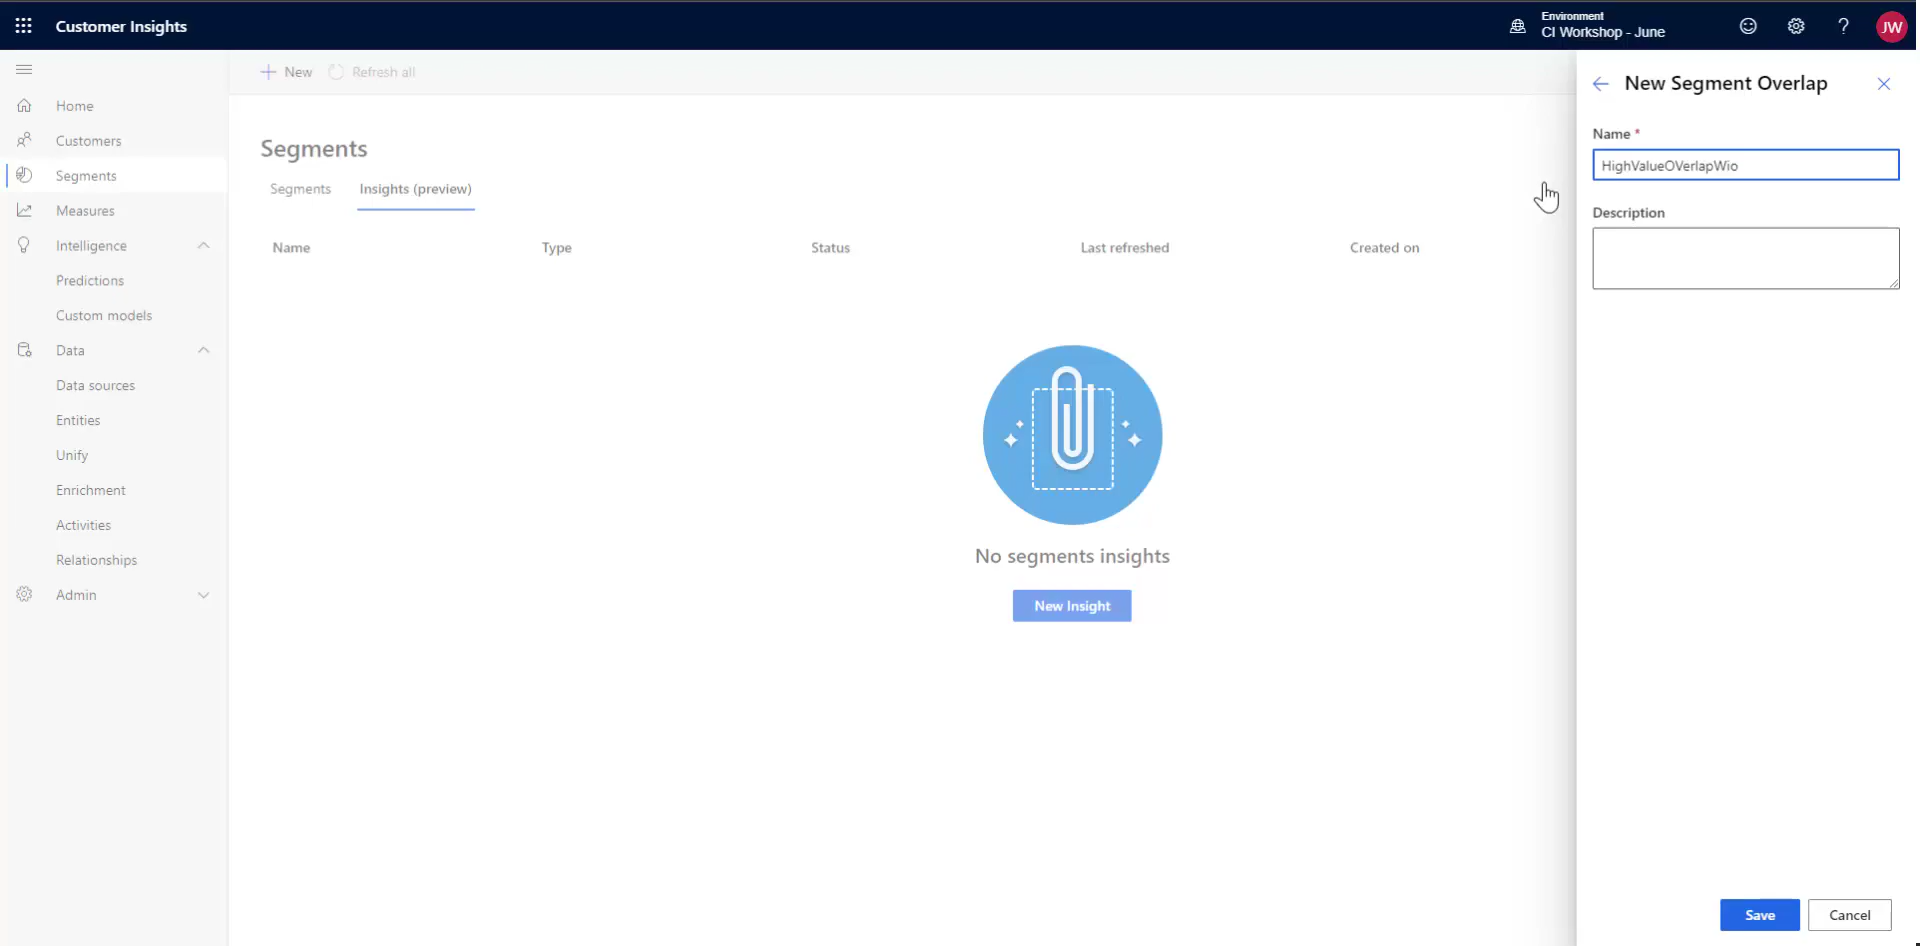 Customer Insights
Environment
CI Workshop - June
?
JW
New
Refresh all
Home
Customers
Segments
Measures
Intelligence
Predictions
Custom models
Data
Data sources
Entities
Unify
Enrichment
Activities
Relationships
Admin
Segments
Segments
Insights (preview)
Name
Type
Status
Last refreshed
Created on
No segments insights
New Insight
New Segment Overlap
Name *
HighValueOVerlapWio
Description
Save
Cancel